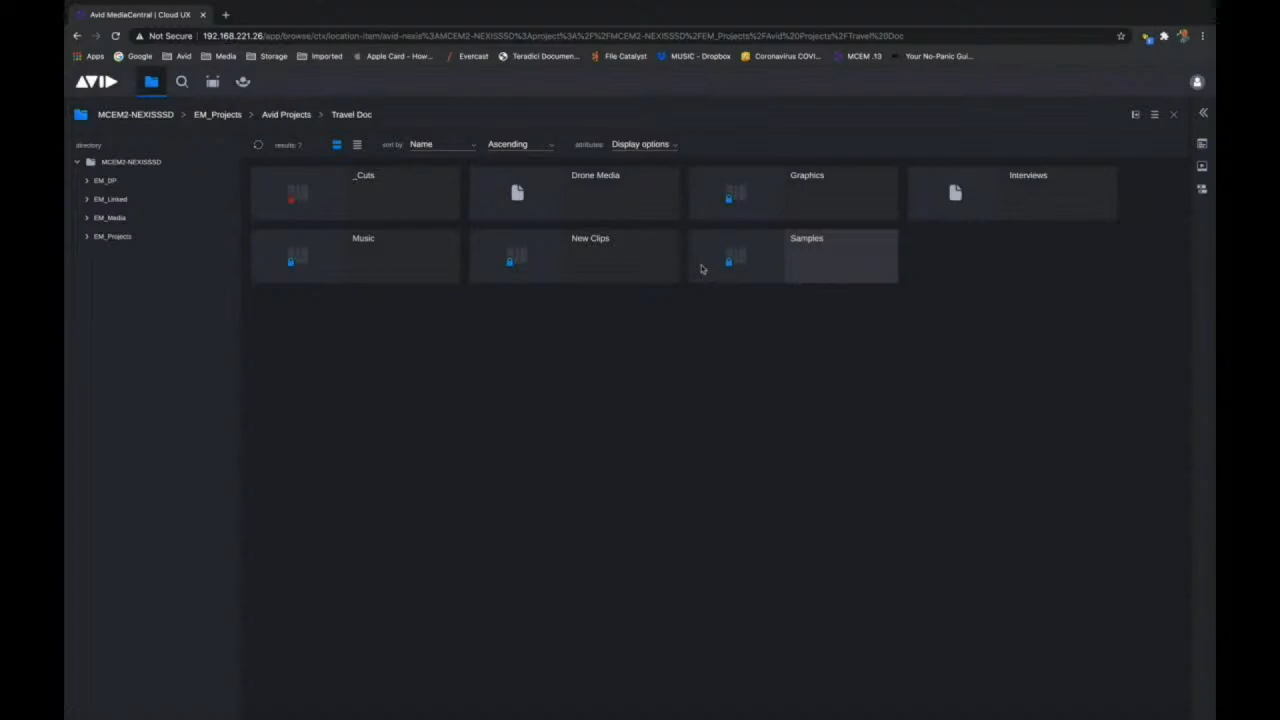 Avid MediaCentral | Cloud UX
Not Secure | 192.168.221.26/app/browse/ctx/location-item/avid-nexis%3AMCEM2-NEXISSSD%3Aproject%3A%2F%2FMCEM2-NEXISSSD%2FEM_Projects%2FAvid%20Projects%2FTravel%20Doc
Apps Google Avid Media Storage Imported Apple Card - How... Evercast Teradici Documen... File Catalyst MUSIC - Dropbox Coronavirus COVI... MCEM .13 Your No-Panic Gui...
AVID
MCEM2-NEXISSSD > EM_Projects > Avid Projects > Travel Doc
directory
results: 7 sort by Name Ascending attributes: Display options
MCEM2-NEXISSSD
EM_DP
EM_Linked
EM_Media
EM_Projects
_Cuts Drone Media Graphics Interviews
Music New Clips Samples